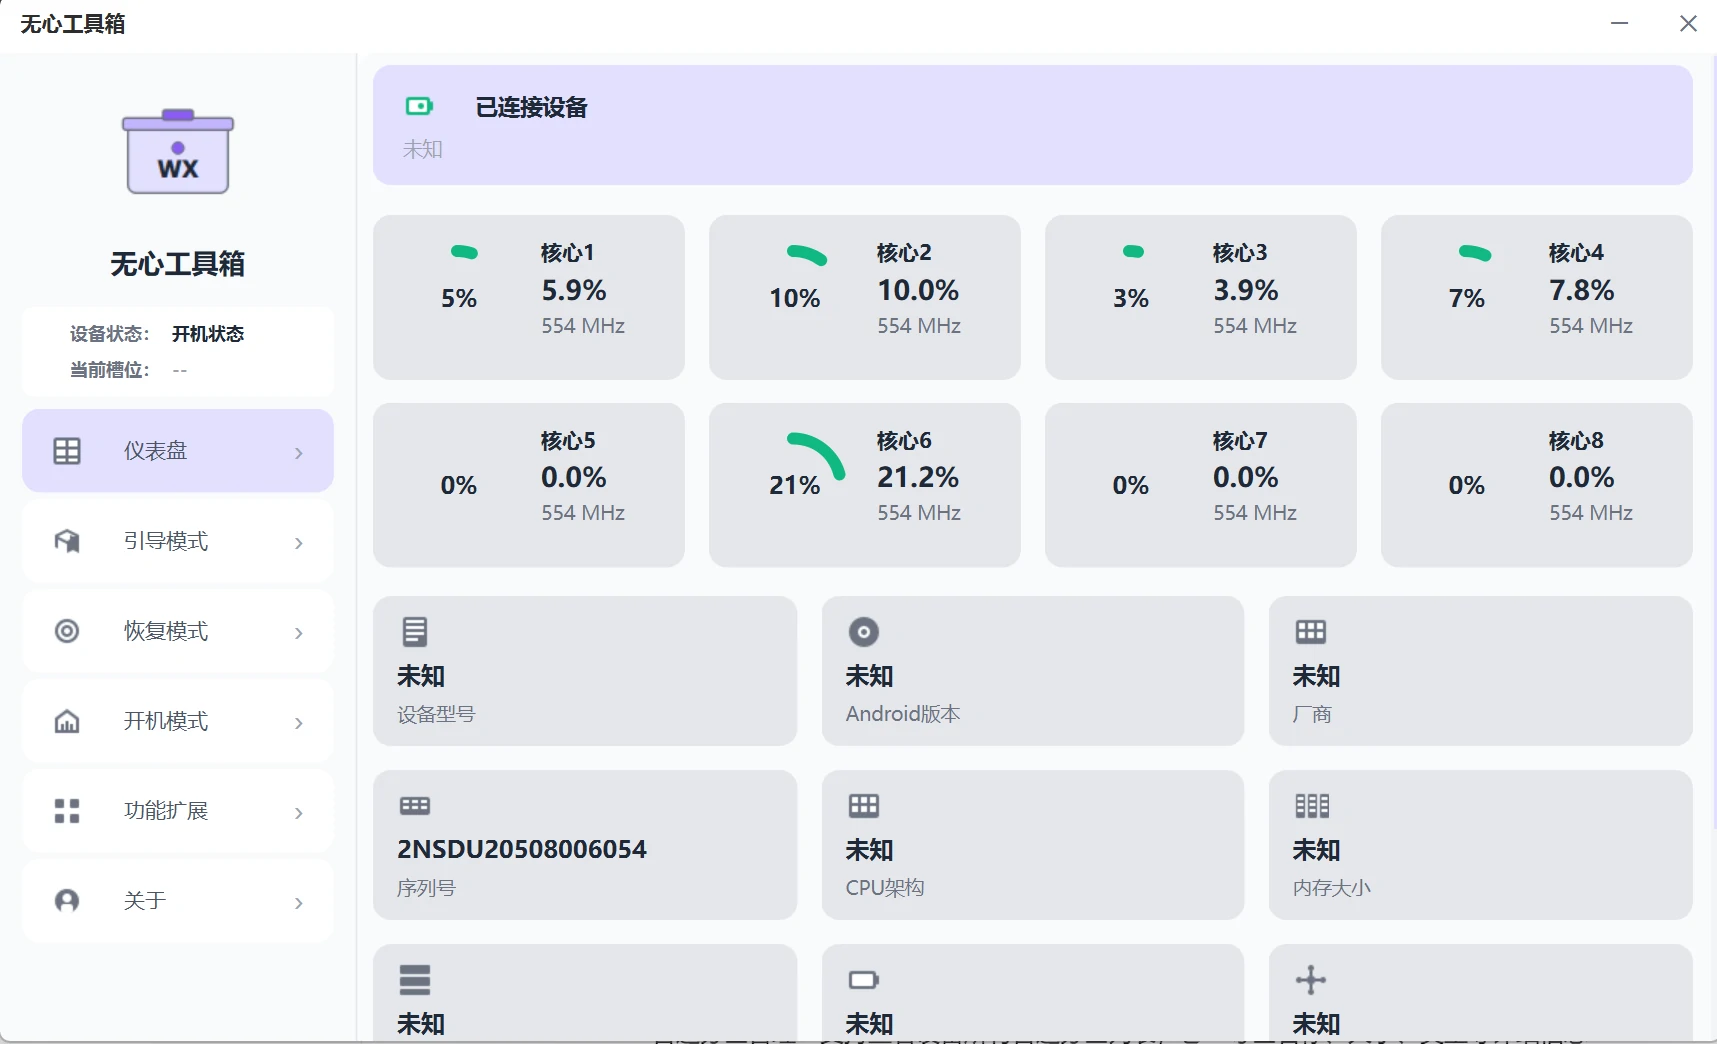 无心工具箱
WX
无心工具箱
设备状态： 开机状态
当前槽位： --
仪表盘
引导模式
恢复模式
开机模式
功能扩展
关于
已连接设备
未知
5%
核心1
5.9%
554 MHz
10%
核心2
10.0%
554 MHz
3%
核心3
3.9%
554 MHz
7%
核心4
7.8%
554 MHz
0%
核心5
0.0%
554 MHz
21%
核心6
21.2%
554 MHz
0%
核心7
0.0%
554 MHz
0%
核心8
0.0%
554 MHz
未知
设备型号
未知
Android版本
未知
厂商
2NSDU20508006054
序列号
未知
CPU架构
未知
内存大小
未知
未知
未知